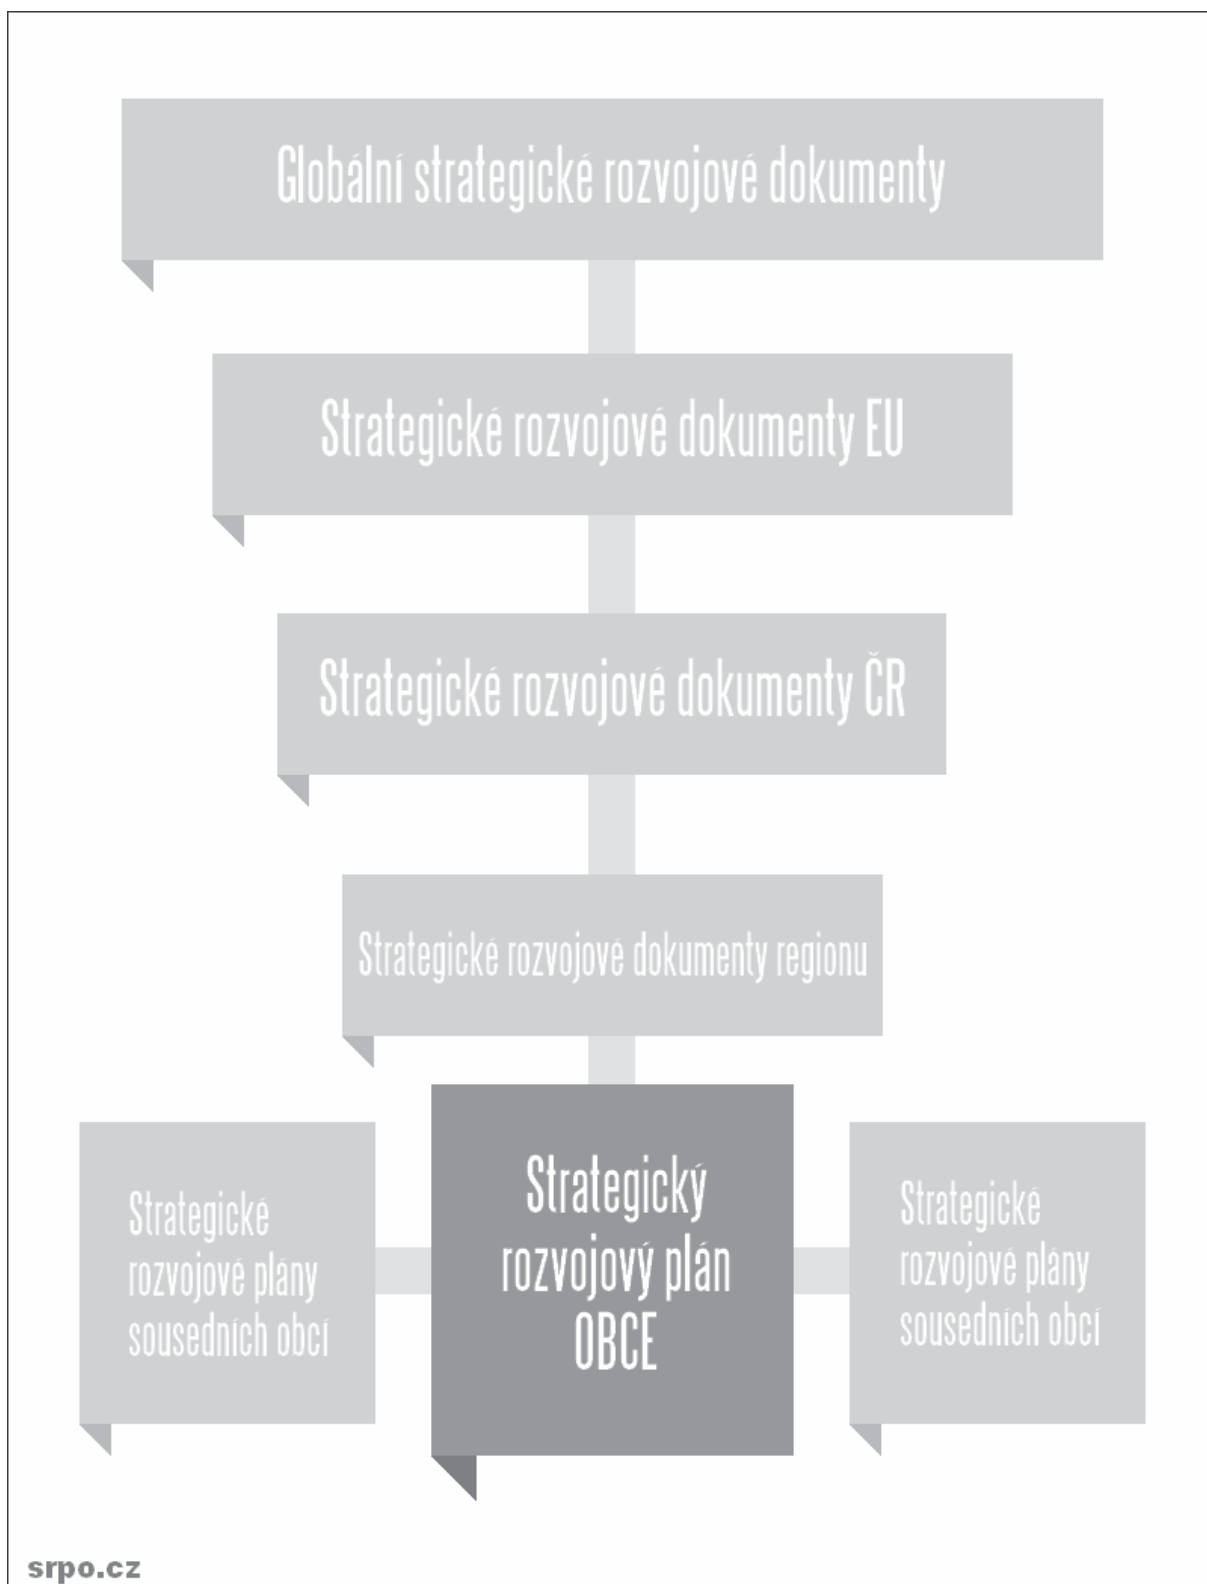 Globální strategické rozvojové dokumenty
Strategické rozvojové dokumenty EU
Strategické rozvojové dokumenty ČR
Strategické rozvojové dokumenty regionu
Strategické
rozvojové plány
sousedních obcí
Strategický
rozvojový plán
OBCE
Strategické
rozvojové plány
sousedních obcí
srpo.cz